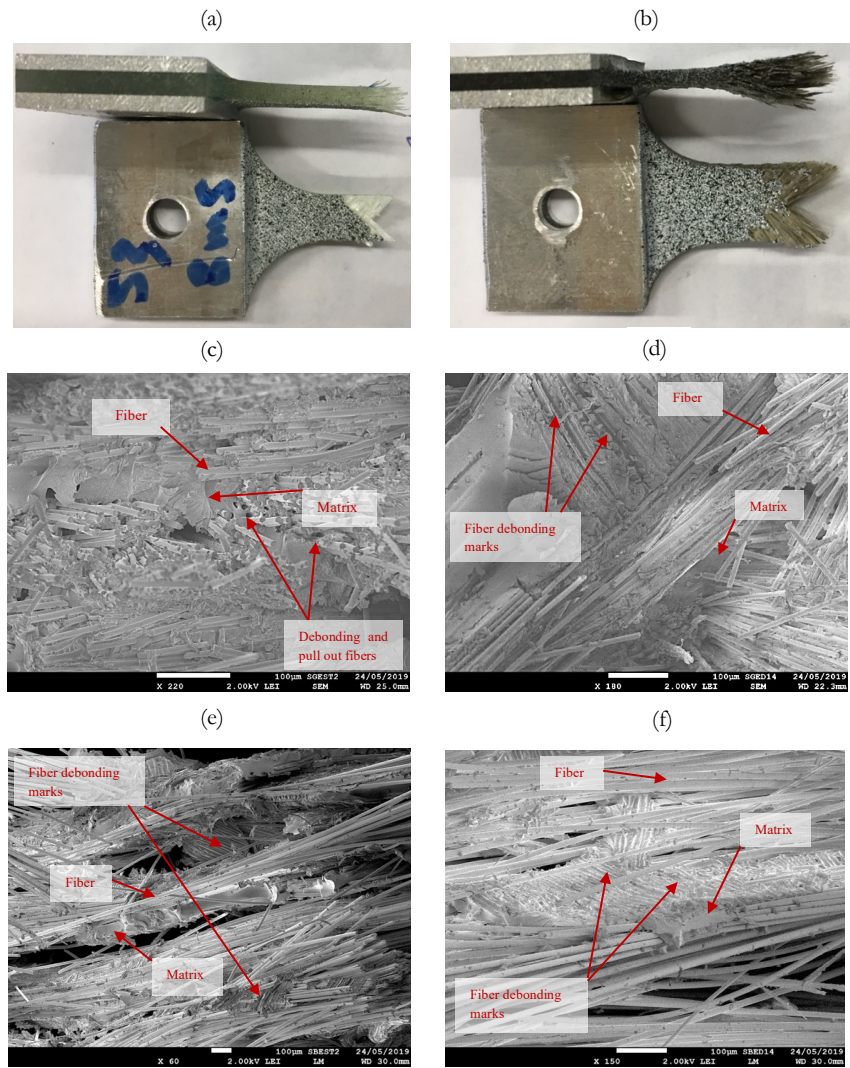 (a)
(b)
S3
S18
(c)
(d)
Fiber
Matrix
Debonding and
pull out fibers
100µm SGEST2 24/05/2019
X 220 2.00kV LEI SEM WD 25.0mm
Fiber
Matrix
Fiber debonding
marks
100µm SGED14 24/05/2019
X 180 2.00kV LEI SEM WD 22.3mm
(e)
(f)
Fiber debonding
marks
Fiber
Matrix
100µm SBEST2 24/05/2019
X 60 2.00kV LEI LM WD 30.0mm
Fiber
Matrix
Fiber debonding
marks
100µm SBED14 24/05/2019
X 150 2.00kV LEI LM WD 30.0mm